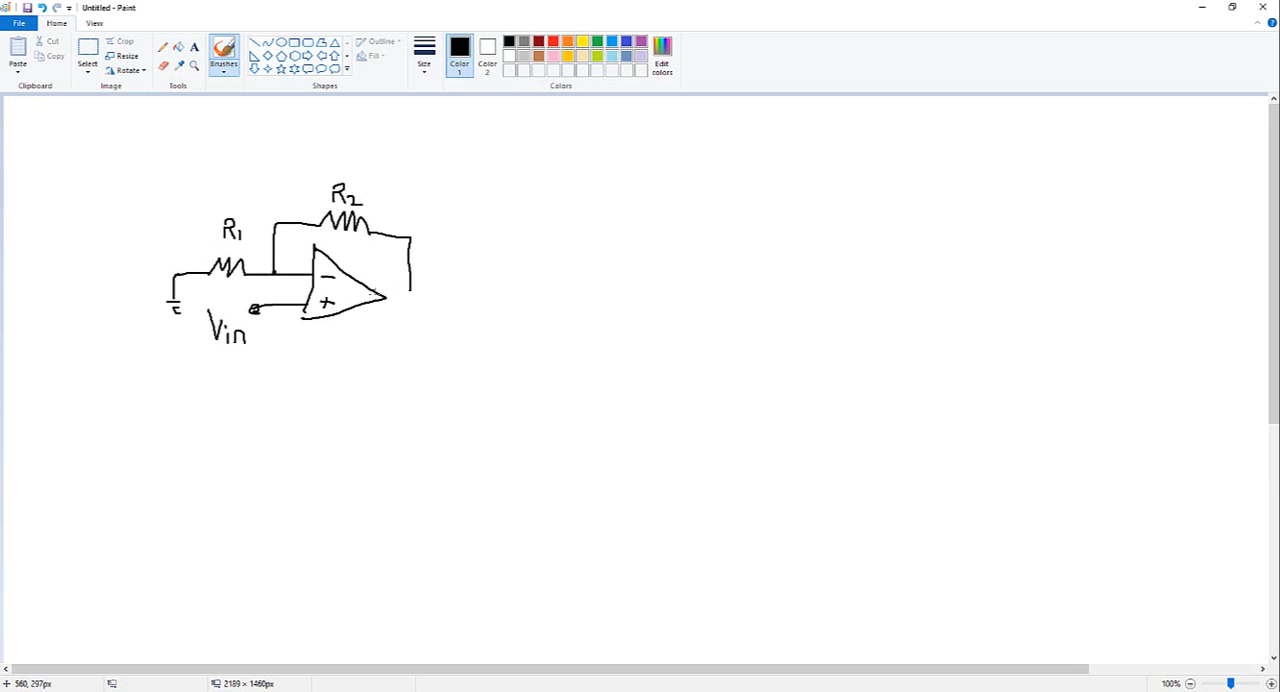 Untitled - Paint
File Home View
Paste
Cut
Copy
Clipboard
Select
Crop
Resize
Rotate
Image
A
Tools
Brushes
Outline
Fill
Shapes
Size
Color 1
Color 2
Edit colors
Colors
R2
R1
−
+
Vin
560, 297px
2189 × 1460px
100%